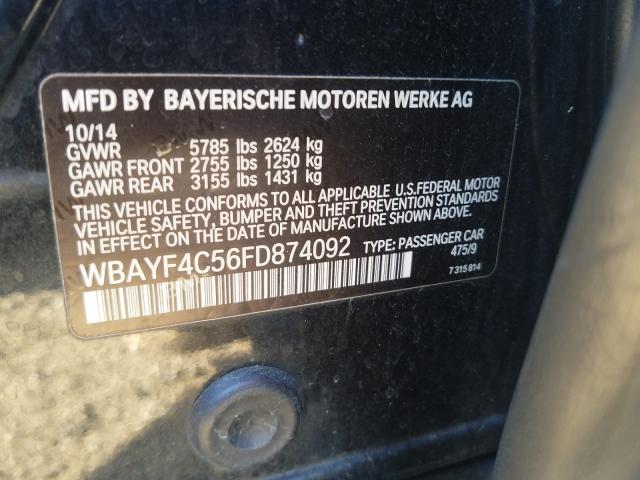 MFD BY BAYERISCHE MOTOREN WERKE AG
10/14
GVWR 5785 lbs 2624 kg
GAWR FRONT 2755 lbs 1250 kg
GAWR REAR 3155 lbs 1431 kg
THIS VEHICLE CONFORMS TO ALL APPLICABLE U.S.FEDERAL MOTOR
VEHICLE SAFETY, BUMPER AND THEFT PREVENTION STANDARDS
IN EFFECT ON THE DATE OF MANUFACTURE SHOWN ABOVE.
WBAYF4C56FD874092 TYPE: PASSENGER CAR
475/9
7 315 814